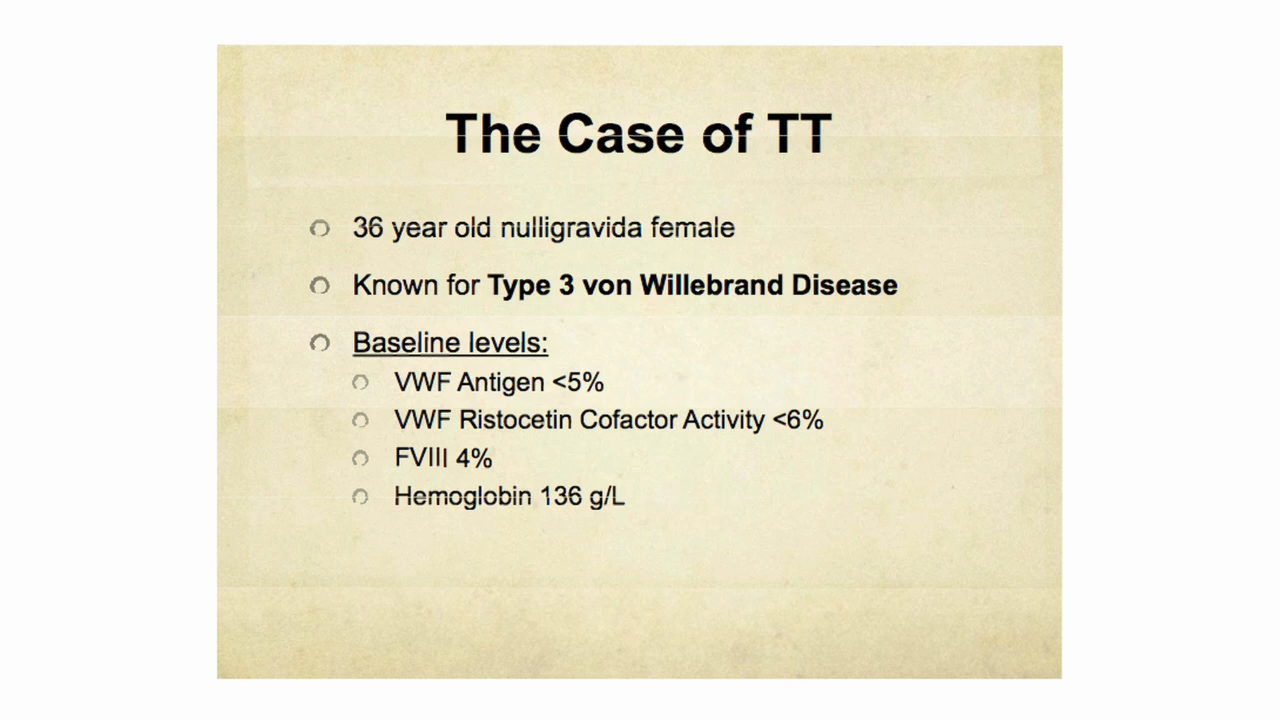 The Case of TT
36 year old nulligravida female
Known for Type 3 von Willebrand Disease
Baseline levels:
VWF Antigen <5%
VWF Ristocetin Cofactor Activity <6%
FVIII 4%
Hemoglobin 136 g/L